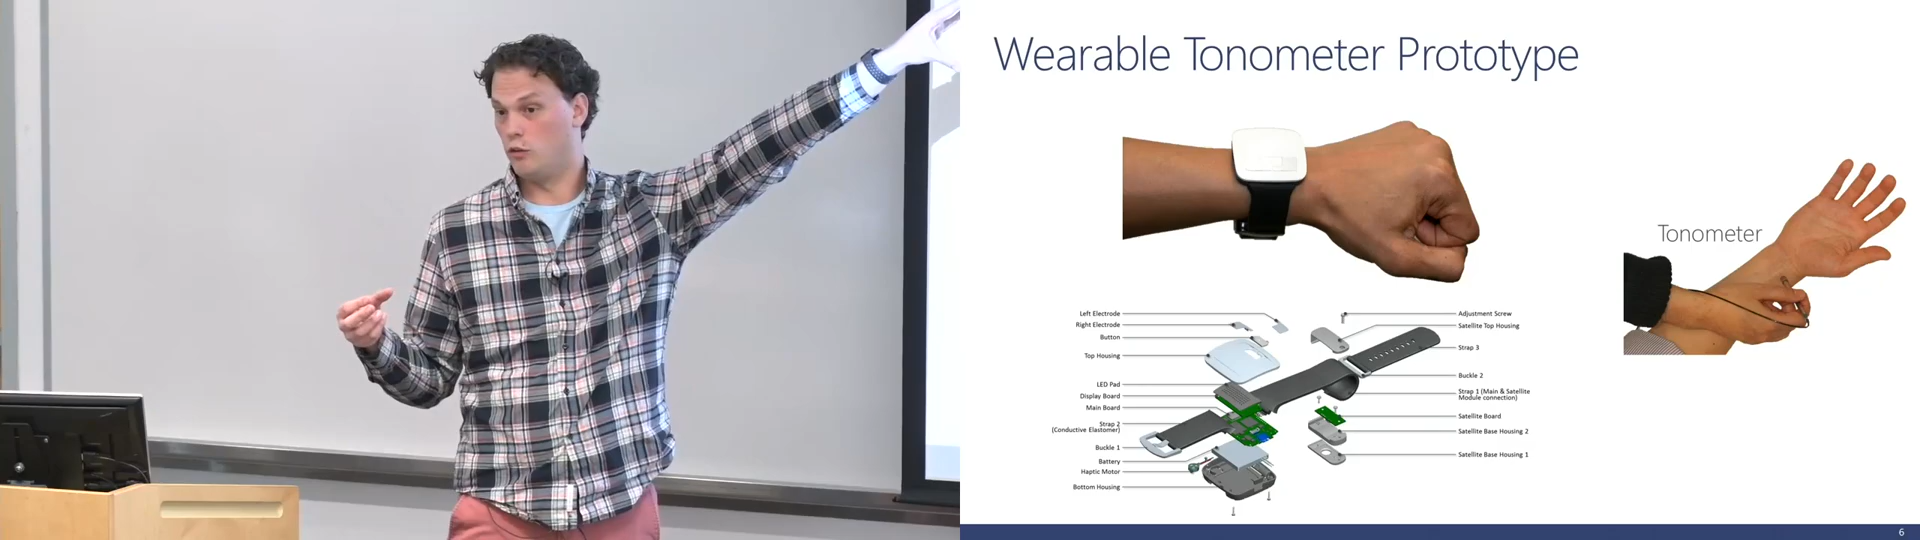 Wearable Tonometer Prototype
Tonometer
Left Electrode
Right Electrode
Button
Top Housing
LED Pad
Display Board
Main Board
Strap 2
(Conductive Elastomer)
Buckle 1
Battery
Haptic Motor
Bottom Housing
Adjustment Screw
Satellite Top Housing
Strap 3
Buckle 2
Strap 1 (Main & Satellite
Module connection)
Satellite Board
Satellite Base Housing 2
Satellite Base Housing 1
6